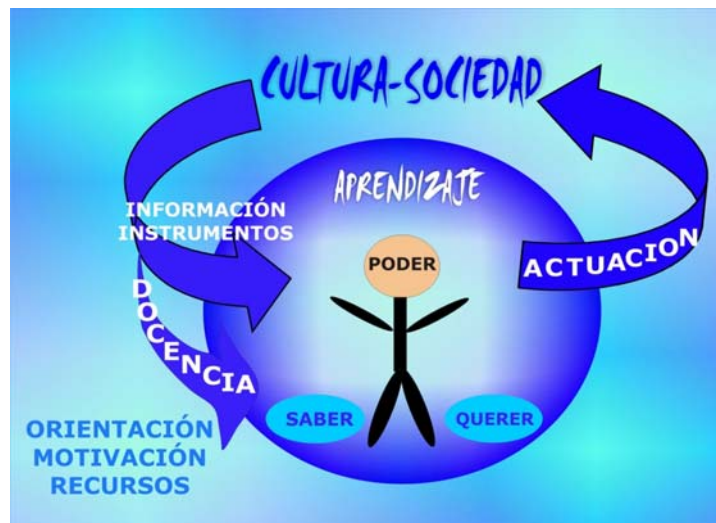 CULTURA-SOCIEDAD
APRENDIZAJE
INFORMACIÓN
INSTRUMENTOS
PODER
ACTUACION
DOCENCIA
SABER
QUERER
ORIENTACIÓN
MOTIVACIÓN
RECURSOS